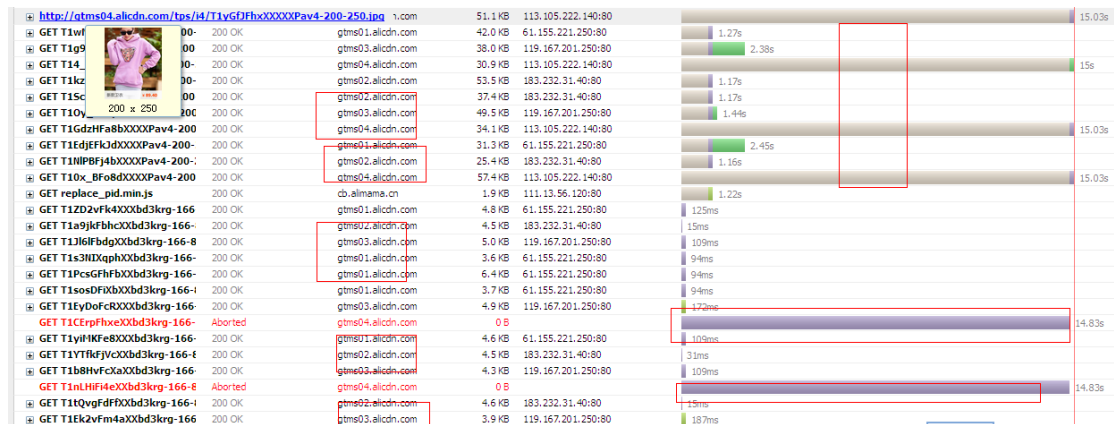 http://gtms04.alicdn.com/tps/i4/T1yGfJFhxXXXXXPav4-200-250.jpg 51.1 KB 113.105.222.140:80 15.03s
200 OK gtms01.alicdn.com 42.0 KB 61.155.221.250:80 1.27s
200 OK gtms03.alicdn.com 38.0 KB 119.167.201.250:80 2.38s
200 OK gtms04.alicdn.com 30.9 KB 113.105.222.140:80 15s
200 OK gtms02.alicdn.com 53.5 KB 183.232.31.40:80 1.17s
200 OK gtms02.alicdn.com 37.4 KB 183.232.31.40:80 1.17s
200 OK gtms03.alicdn.com 49.5 KB 119.167.201.250:80 1.44s
200 x 250
GET T1GdzHFa8bXXXXPav4-200 200 OK gtms04.alicdn.com 34.1 KB 113.105.222.140:80 15.03s
GET T1EdjEFkJdXXXXPav4-200- 200 OK gtms01.alicdn.com 31.3 KB 61.155.221.250:80 2.45s
GET T1NlPBFj4bXXXXPav4-200-: 200 OK gtms02.alicdn.com 25.4 KB 183.232.31.40:80 1.16s
GET T10x_BFo8dXXXXPav4-200 200 OK gtms04.alicdn.com 57.4 KB 113.105.222.140:80 15.03s
GET replace_pid.min.js 200 OK cb.alimama.cn 1.9 KB 111.13.56.120:80 1.22s
GET T1ZD2vFk4XXXbd3krg-166 200 OK gtms01.alicdn.com 4.8 KB 61.155.221.250:80 125ms
GET T1a9jkFbhcXXbd3krg-166- 200 OK gtms02.alicdn.com 4.5 KB 183.232.31.40:80 15ms
GET T1Jl6lFbdgXXbd3krg-166-8 200 OK gtms03.alicdn.com 5.0 KB 119.167.201.250:80 109ms
GET T1s3NIXqphXXbd3krg-166- 200 OK gtms01.alicdn.com 3.6 KB 61.155.221.250:80 94ms
GET T1PcsGFhFbXXbd3krg-166- 200 OK gtms01.alicdn.com 6.4 KB 61.155.221.250:80 94ms
GET T1sosDFiXbXXbd3krg-166-8 200 OK gtms01.alicdn.com 3.7 KB 61.155.221.250:80 94ms
GET T1EyDoFcRXXXbd3krg-166- 200 OK gtms03.alicdn.com 4.9 KB 119.167.201.250:80 172ms
GET T1CErpFhxeXXbd3krg-166- Aborted gtms04.alicdn.com 0 B 14.83s
GET T1yiMKFe8XXXbd3krg-166- 200 OK gtms01.alicdn.com 4.6 KB 61.155.221.250:80 109ms
GET T1YTfkFjVcXXbd3krg-166-8 200 OK gtms02.alicdn.com 4.5 KB 183.232.31.40:80 31ms
GET T1b8HvFcXaXXbd3krg-166- 200 OK gtms03.alicdn.com 4.3 KB 119.167.201.250:80 109ms
GET T1nLHiFi4eXXbd3krg-166-8 Aborted gtms04.alicdn.com 0 B 14.83s
GET T1tQvgFdFfXXbd3krg-166- 200 OK gtms02.alicdn.com 4.6 KB 183.232.31.40:80 15ms
GET T1Ek2vFm4aXXbd3krg-166 200 OK gtms03.alicdn.com 3.9 KB 119.167.201.250:80 187ms